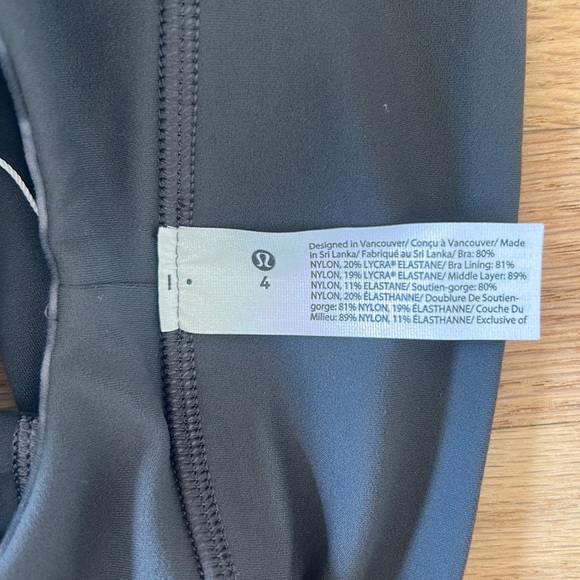 4
Designed in Vancouver/ Conçu à Vancouver/ Made
in Sri Lanka/ Fabriqué au Sri Lanka/ Bra: 80%
NYLON, 20% LYCRA® ELASTANE/ Bra Lining: 81%
NYLON, 19% LYCRA® ELASTANE/ Middle Layer: 89%
NYLON, 11% ELASTANE/ Soutien-gorge: 80%
NYLON, 20% ÉLASTHANNE/ Doublure De Soutien-
gorge: 81% NYLON, 19% ÉLASTHANNE/ Couche Du
Milieu: 89% NYLON, 11% ÉLASTHANNE/ Exclusive of